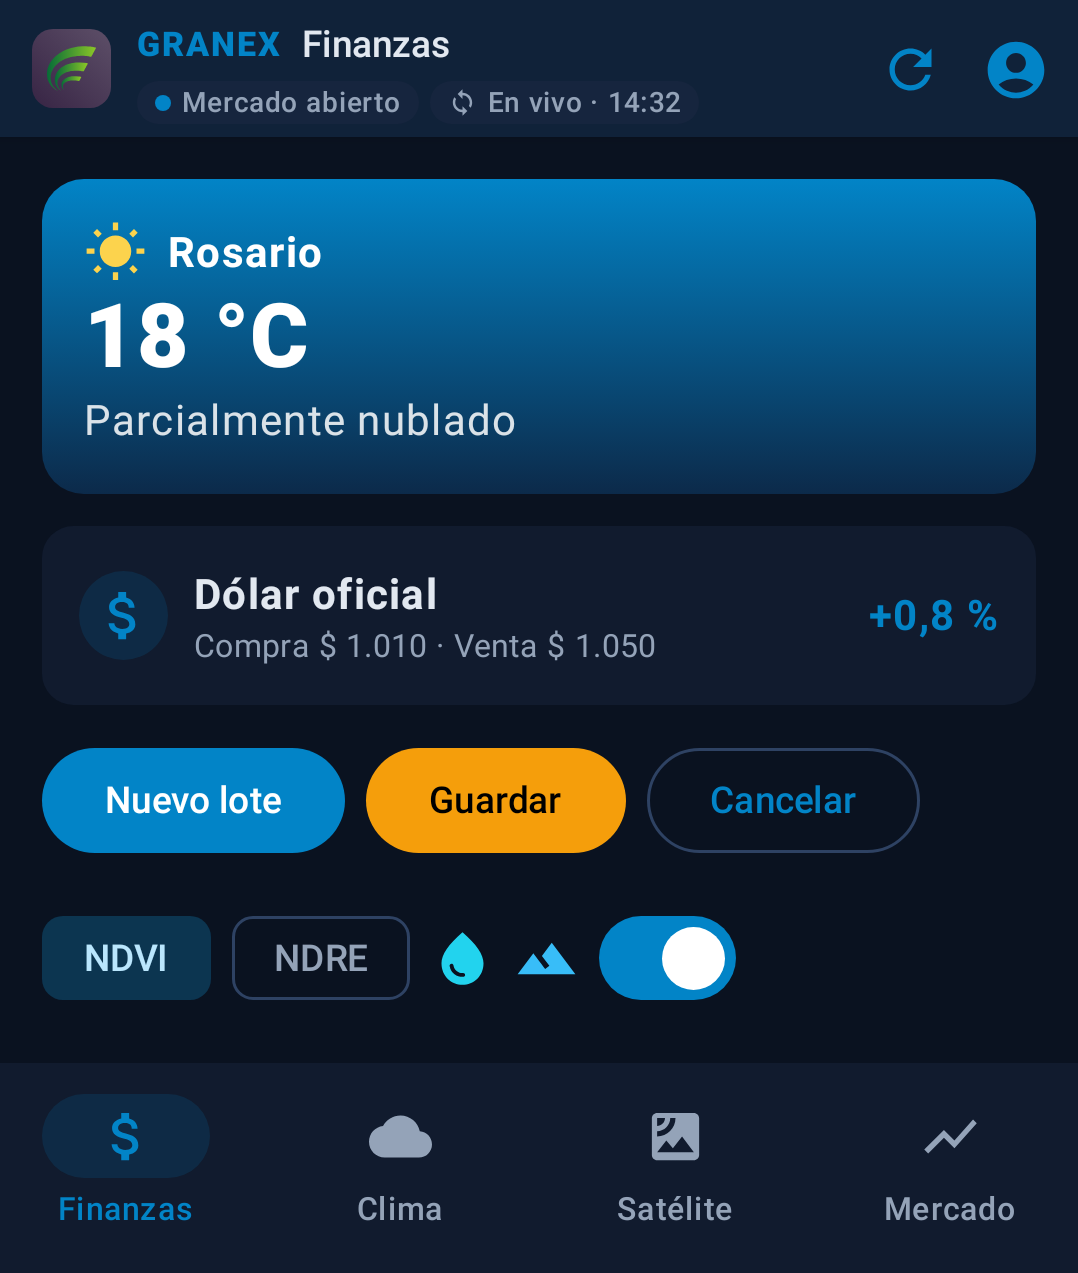 GRANEX Finanzas
Mercado abierto
En vivo · 14:32
Rosario
18 °C
Parcialmente nublado
Dólar oficial
Compra $ 1.010 · Venta $ 1.050
+0,8 %
Nuevo lote
Guardar
Cancelar
NDVI
NDRE
Finanzas
Clima
Satélite
Mercado